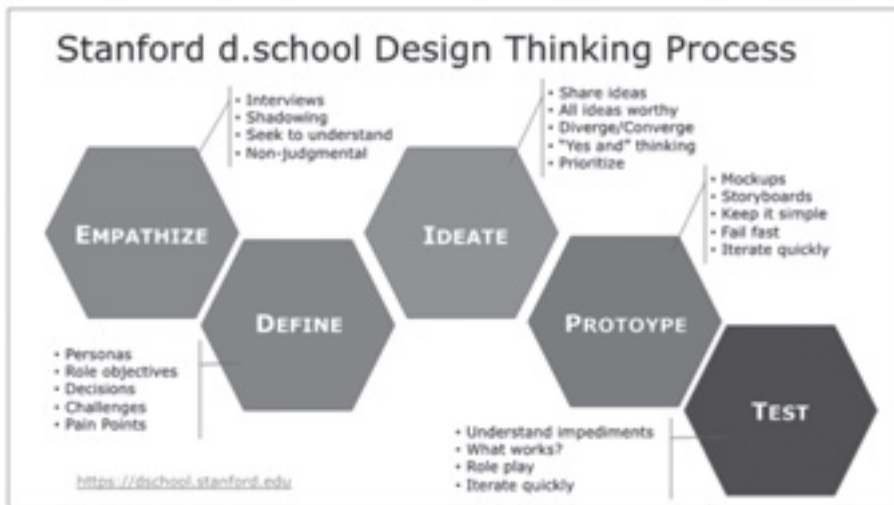 Stanford d.school Design Thinking Process
• Interviews
• Shadowing
• Seek to understand
• Non-judgmental
EMPATHIZE
• Personas
• Role objectives
• Decisions
• Challenges
• Pain Points
DEFINE
• Share ideas
• All ideas worthy
• Diverge/Converge
• "Yes and" thinking
• Prioritize
IDEATE
• Mockups
• Storyboards
• Keep it simple
• Fail fast
• Iterate quickly
PROTOYPE
• Understand impediments
• What works?
• Role play
• Iterate quickly
TEST
https://dschool.stanford.edu